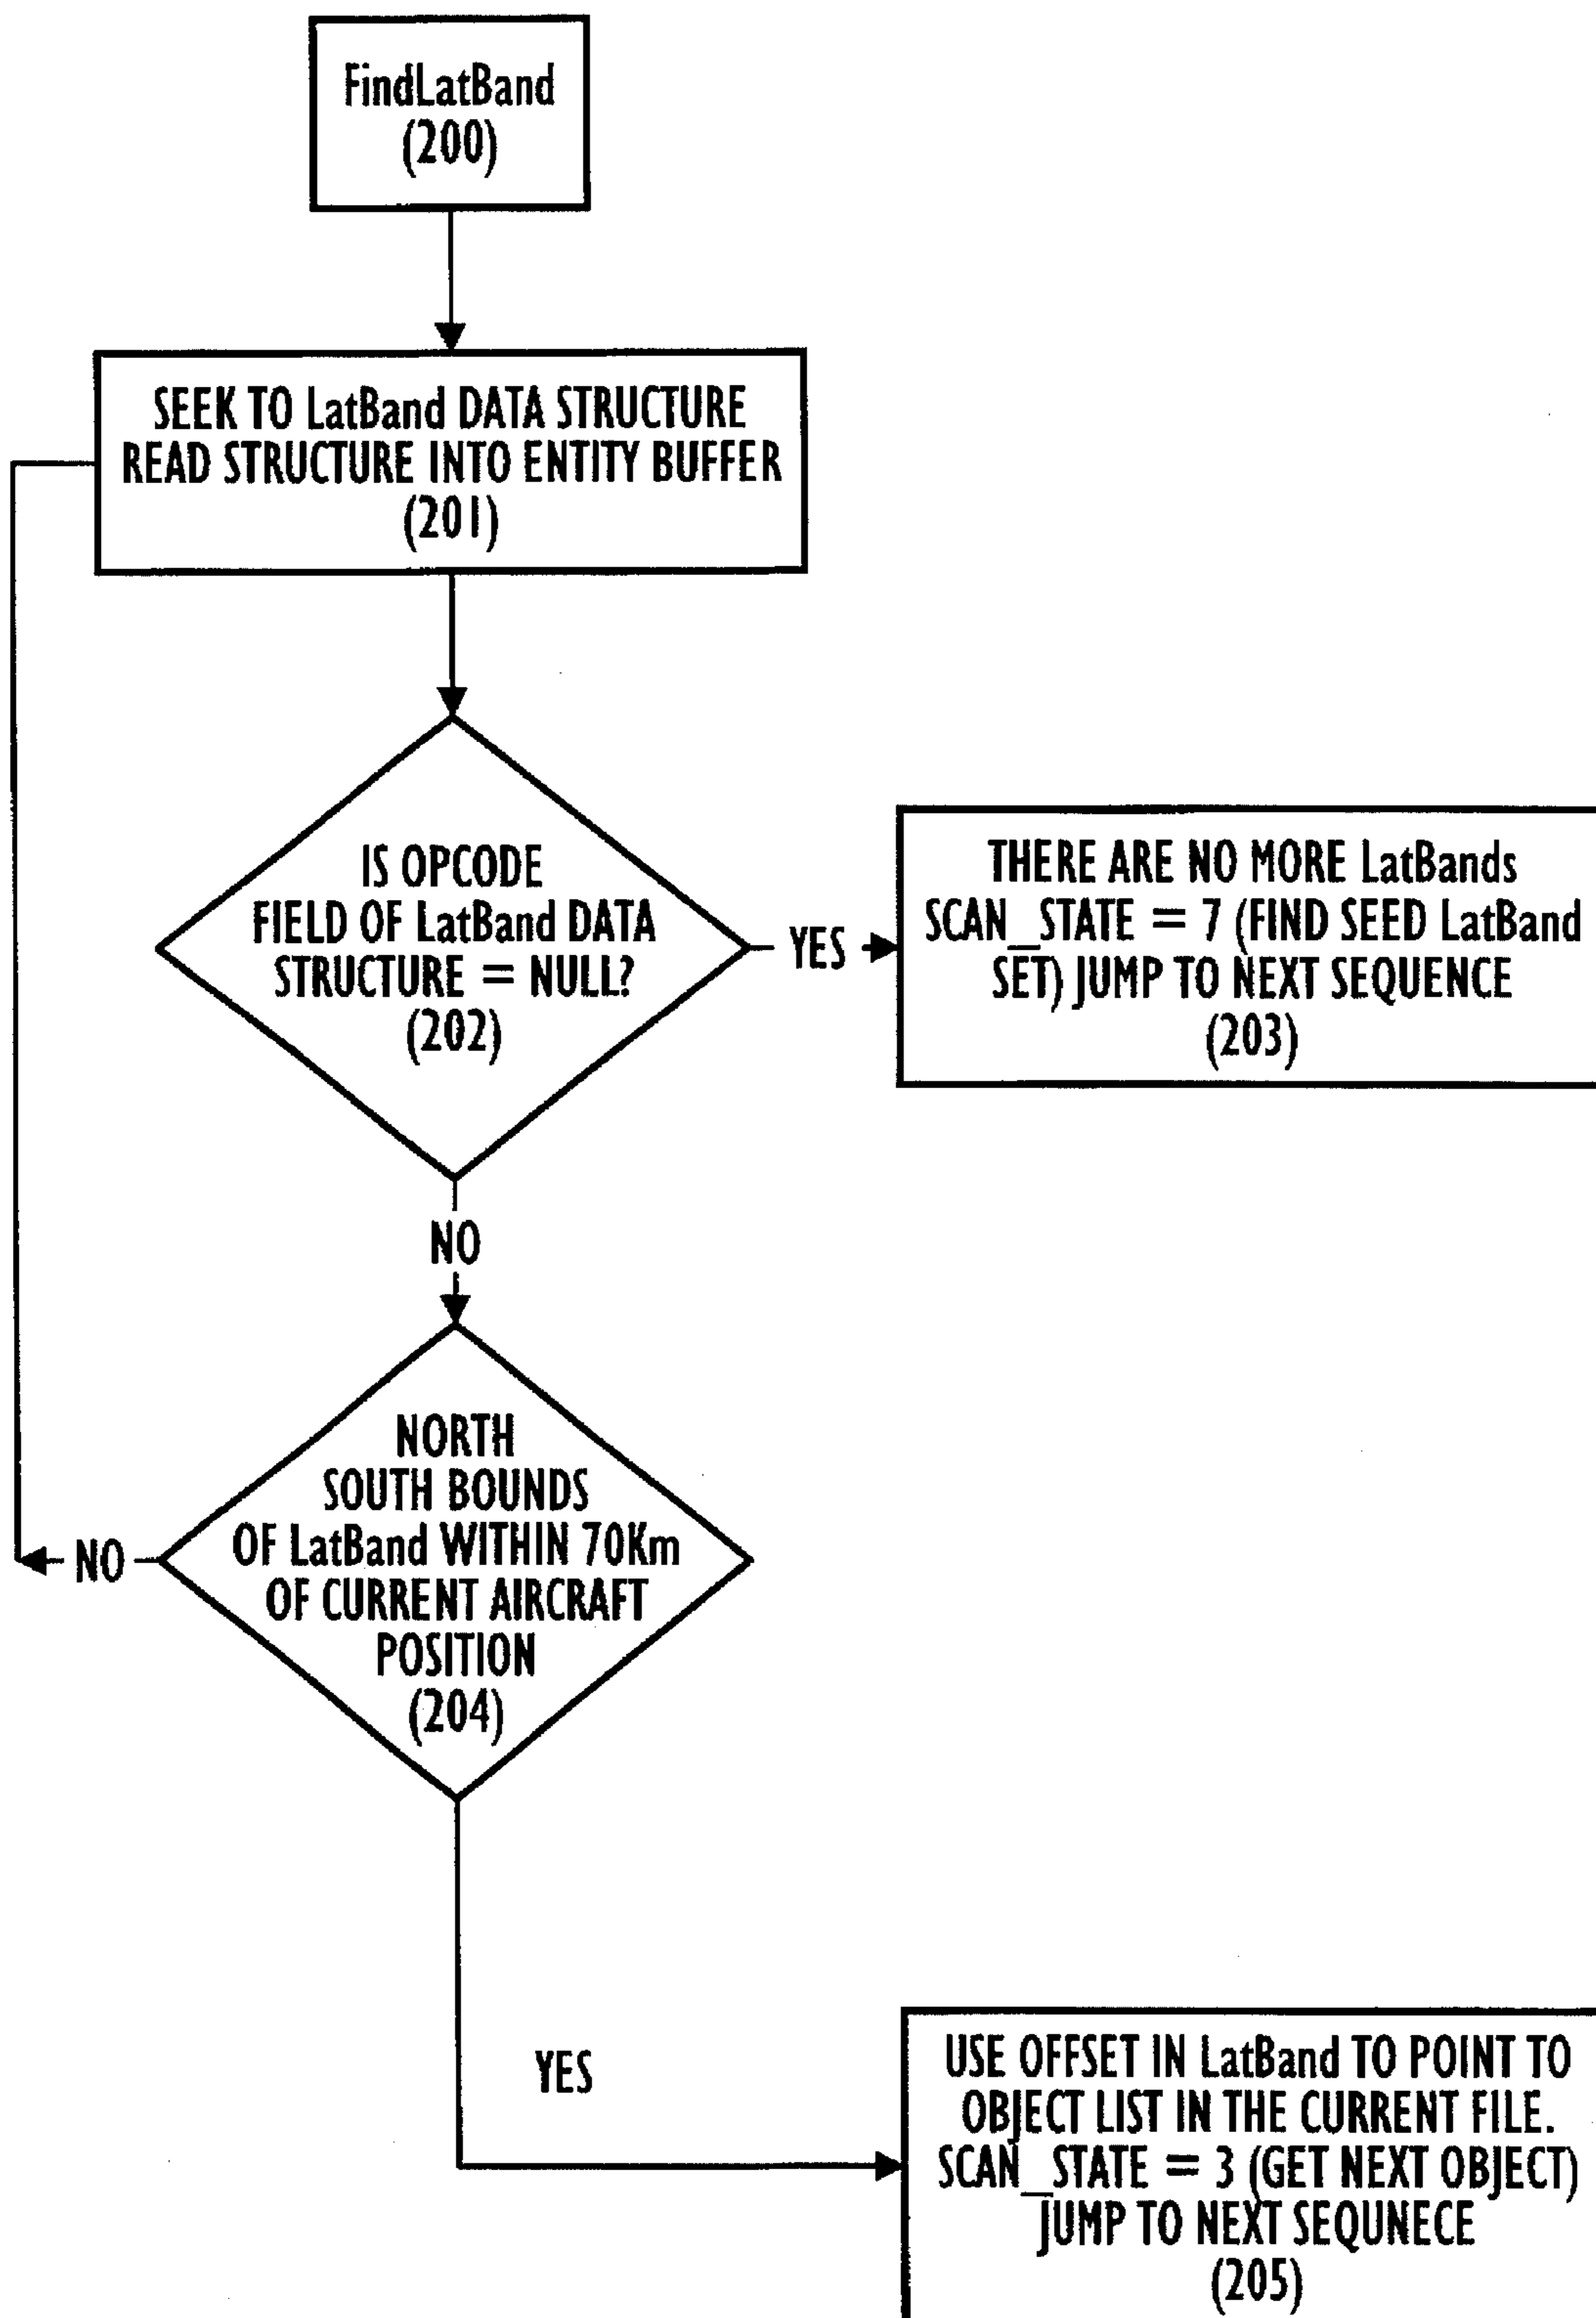 FindLatBand
(200)
SEEK TO LatBand DATA STRUCTURE
READ STRUCTURE INTO ENTITY BUFFER
(201)
IS OPCODE
FIELD OF LatBand DATA
STRUCTURE = NULL?
(202)
YES
THERE ARE NO MORE LatBands
SCAN_STATE = 7 (FIND SEED LatBand
SET) JUMP TO NEXT SEQUENCE
(203)
NO
NORTH
SOUTH BOUNDS
OF LatBand WITHIN 70Km
OF CURRENT AIRCRAFT
POSITION
(204)
NO
YES
USE OFFSET IN LatBand TO POINT TO
OBJECT LIST IN THE CURRENT FILE.
SCAN_STATE = 3 (GET NEXT OBJECT)
JUMP TO NEXT SEQUNECE
(205)